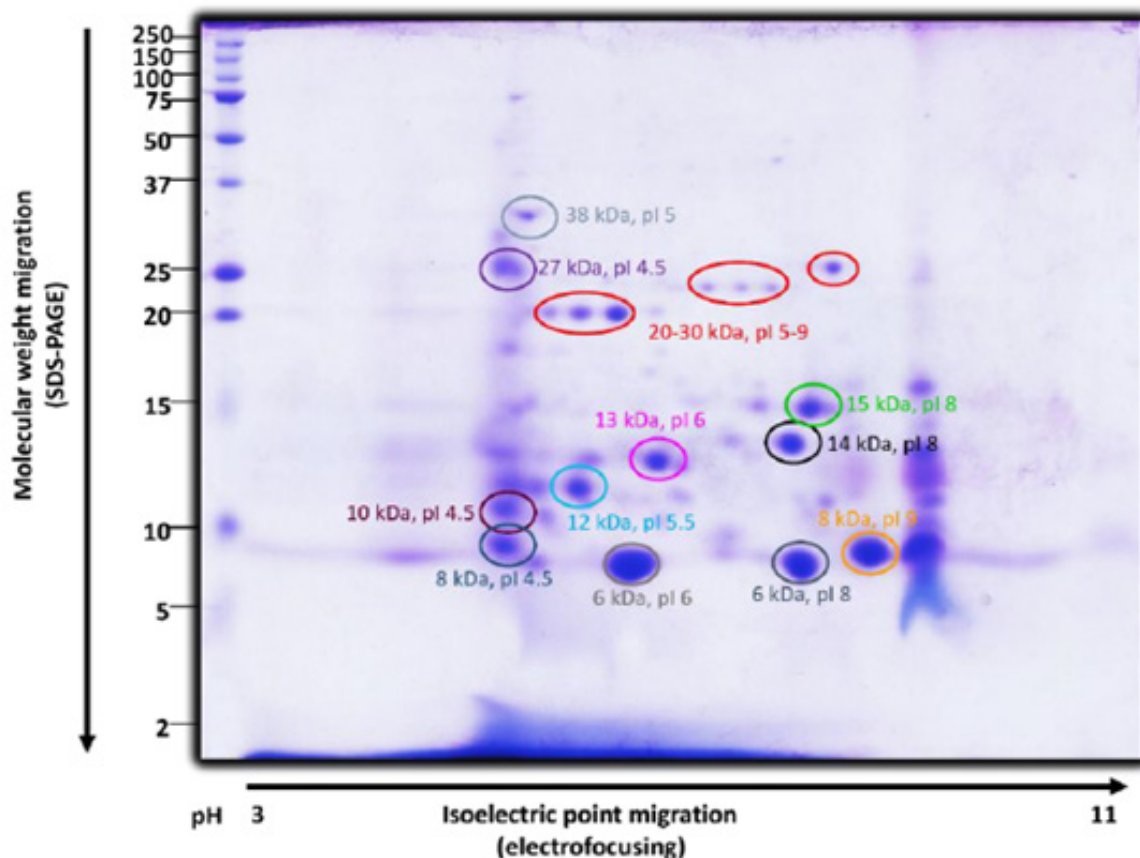 250
150
100
75
50
37
25
20
15
10
5
2
Molecular weight migration
(SDS-PAGE)
38 kDa, pI 5
27 kDa, pI 4.5
20-30 kDa, pI 5-9
15 kDa, pI 8
13 kDa, pI 6
14 kDa, pI 8
10 kDa, pI 4.5
12 kDa, pI 5.5
8 kDa, pI 9
8 kDa, pI 4.5
6 kDa, pI 6
6 kDa, pI 8
pH 3 Isoelectric point migration 11
(electrofocusing)